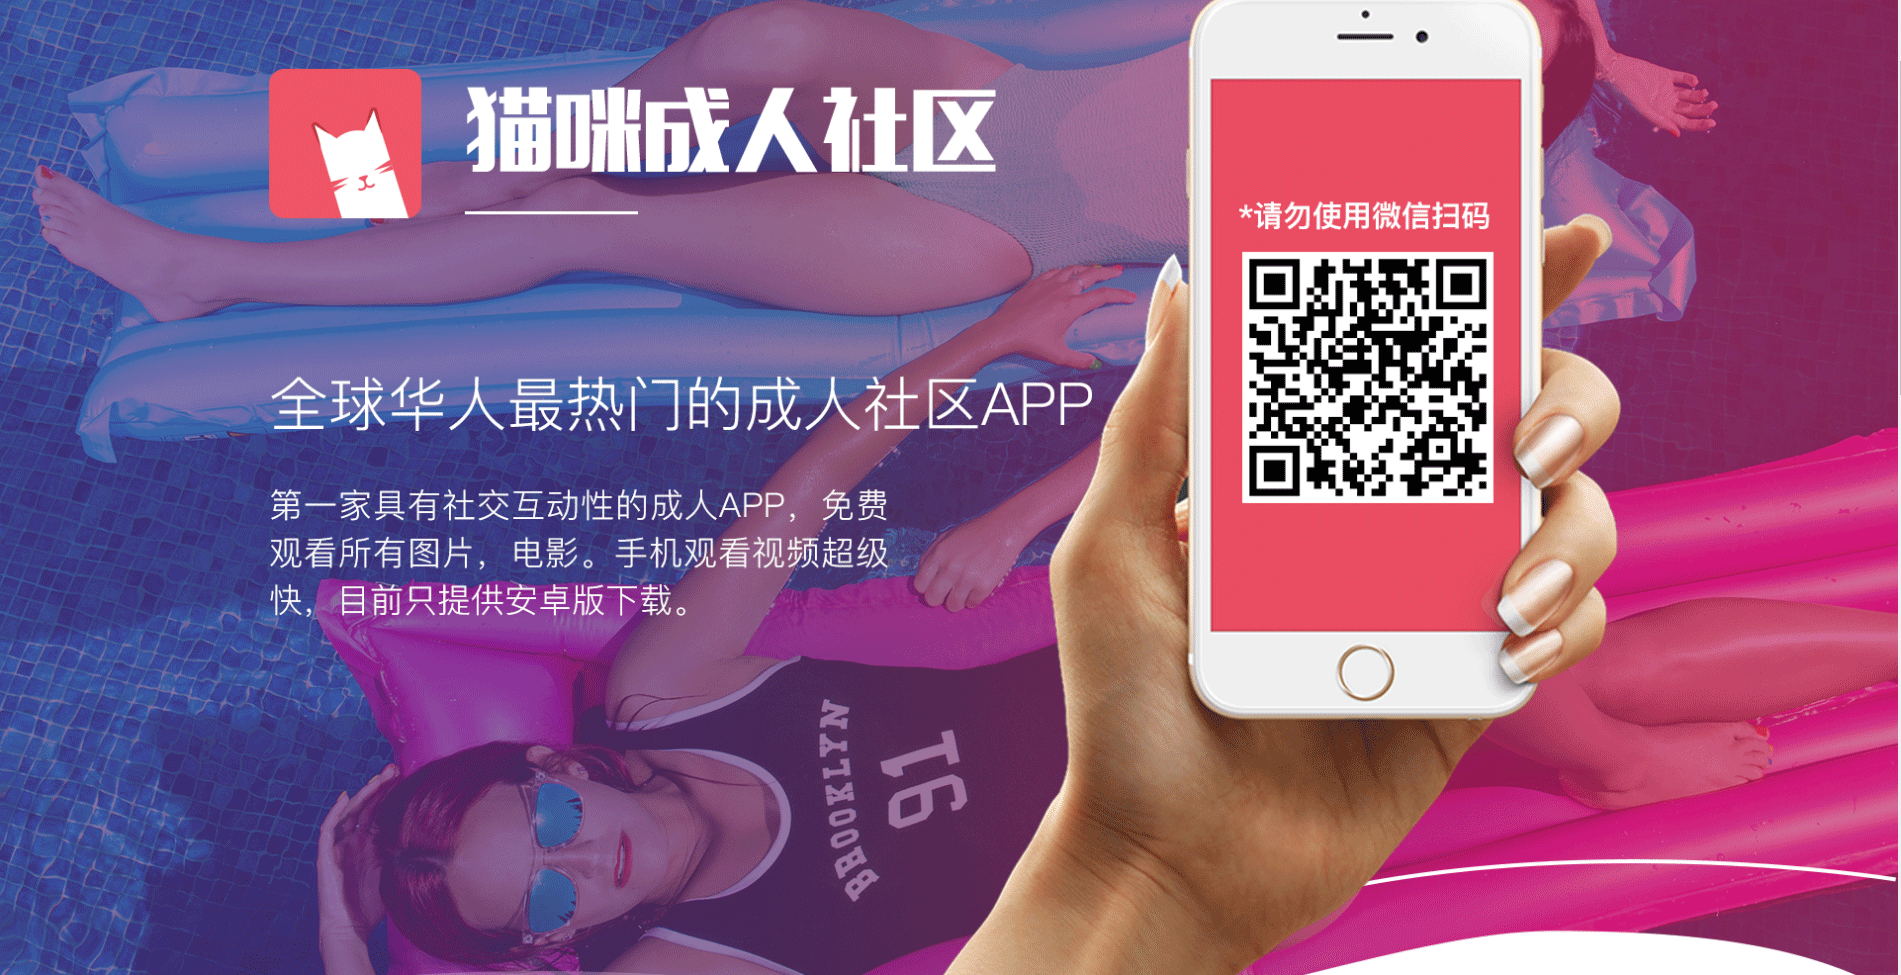 猫咪成人社区
全球华人最热门的成人社区APP
第一家具有社交互动性的成人APP，免费
观看所有图片，电影。手机观看视频超级
快，目前只提供安卓版下载。
*请勿使用微信扫码
BROOKLYN
91